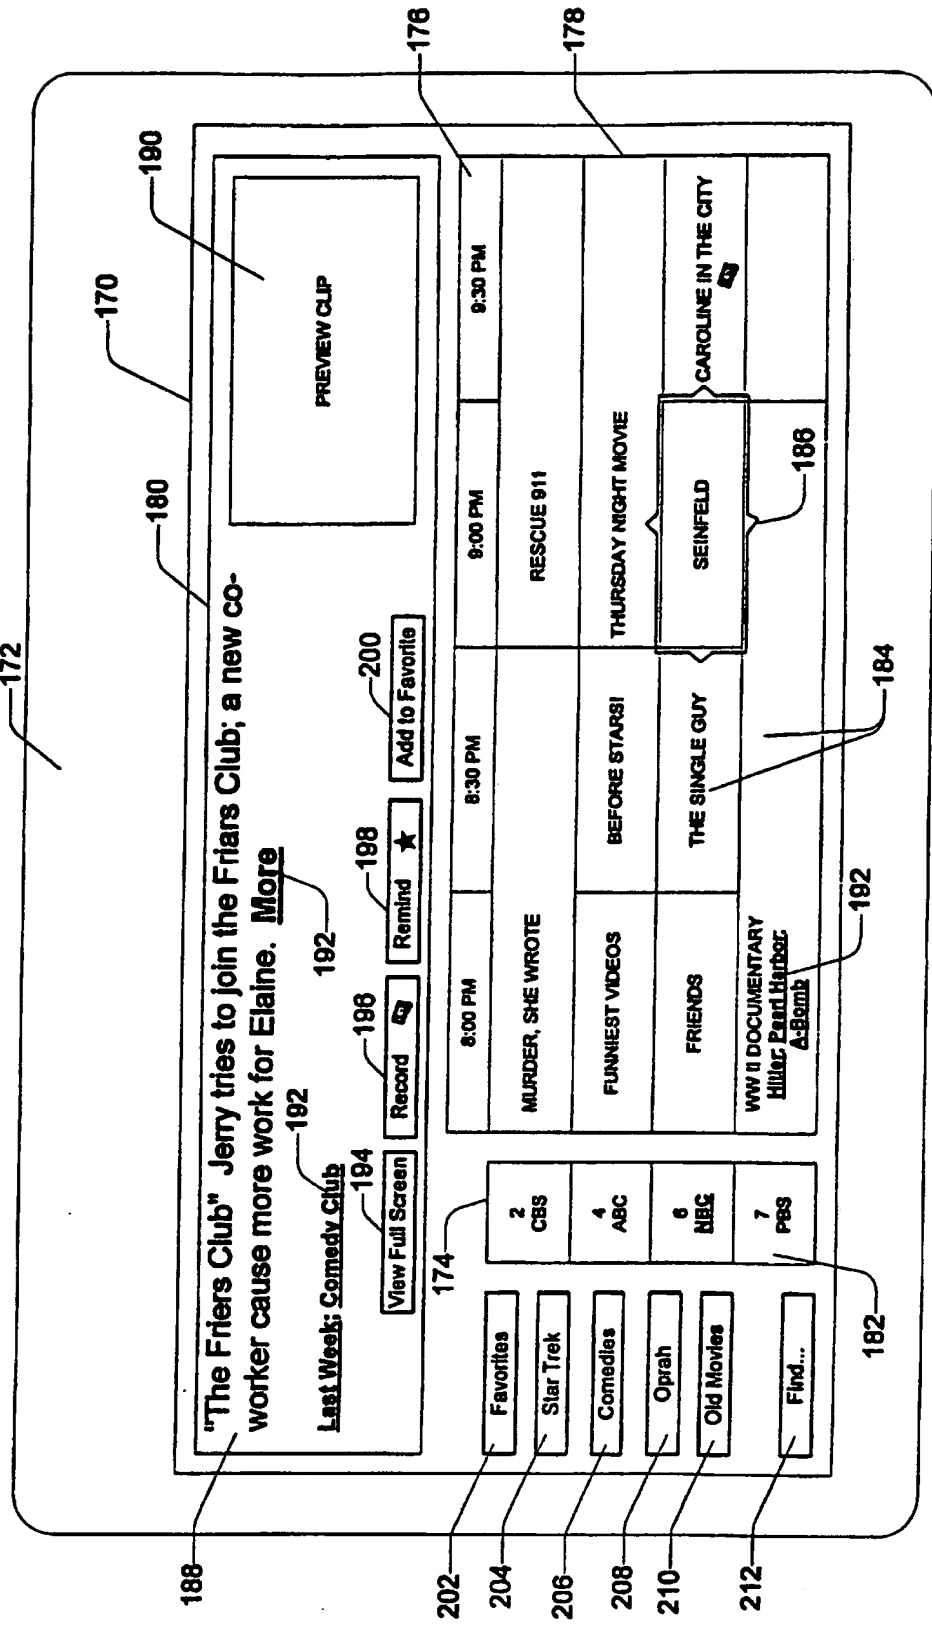 172
170
180
190
176
178
188
"The Friers Club" Jerry tries to join the Friars Club; a new co-
worker cause more work for Elaine. More
192
192
Last Week; Comedy Club
PREVIEW CLIP
194
196
198
200
View Full Screen
Record
Remind ★
Add to Favorite
174
8:00 PM
8:30 PM
9:00 PM
9:30 PM
202
Favorites
2
CBS
MURDER, SHE WROTE
RESCUE 911
204
Star Trek
206
Comedies
4
ABC
FUNNIEST VIDEOS
BEFORE STARS!
THURSDAY NIGHT MOVIE
208
Oprah
6
NBC
FRIENDS
THE SINGLE GUY
SEINFELD
CAROLINE IN THE CITY
210
Old Movies
212
Find...
7
PBS
WW II DOCUMENTARY
Hitler; Pearl Harbor;
A-Bomb
182
192
184
186